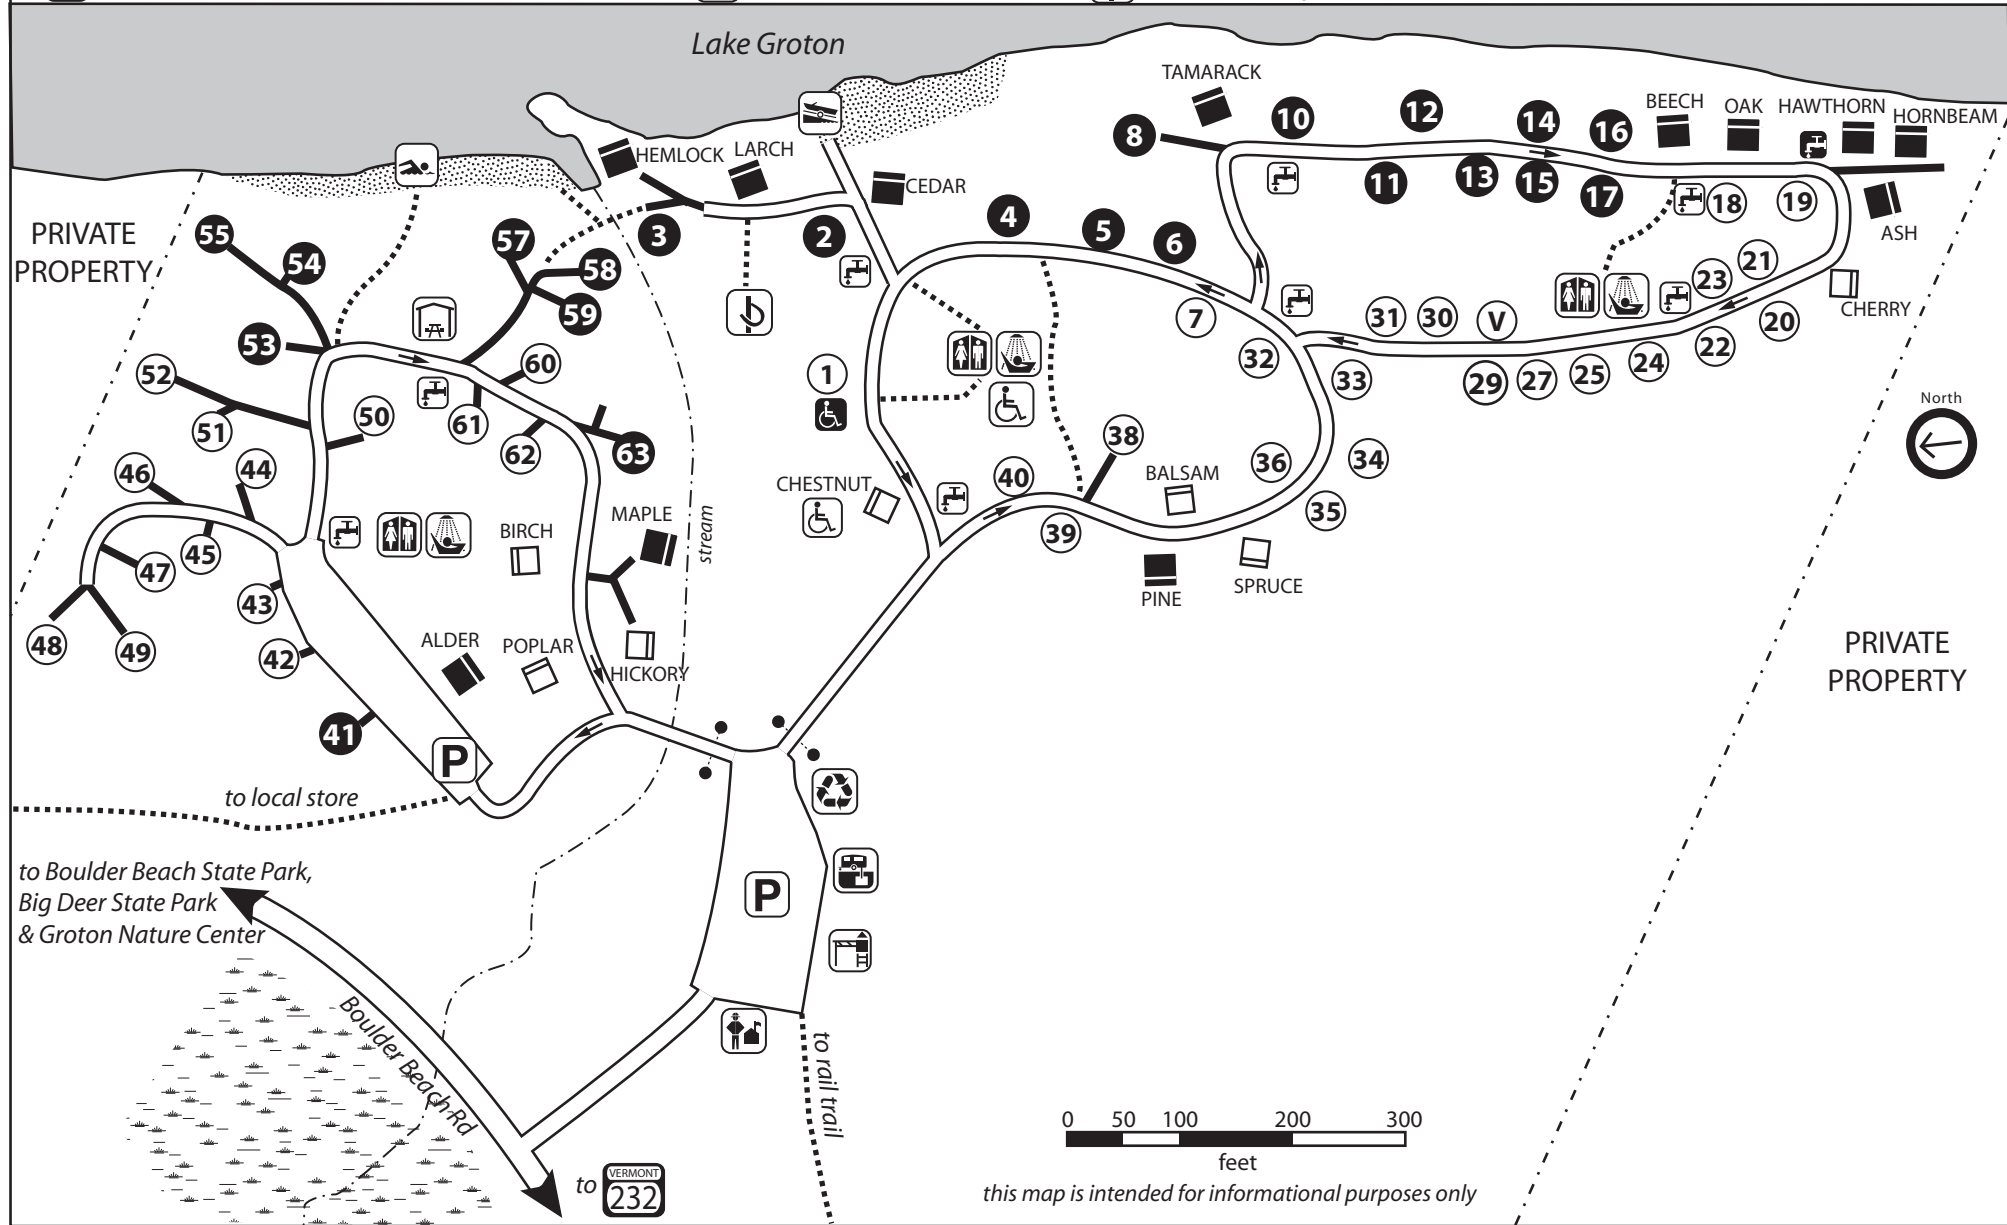 Lake Groton
TAMARACK
BEECH
OAK
HAWTHORN
HORNBEAM
8
10
12
14
16
11
13
15
17
18
19
ASH
HEMLOCK
LARCH
CEDAR
3
2
4
5
6
7
PRIVATE
PROPERTY
55
54
57
58
59
53
52
51
50
60
61
62
63
46
44
45
47
43
48
49
42
41
1
CHESTNUT
40
38
39
BALSAM
36
34
35
PINE
SPRUCE
32
33
31
30
V
29
27
25
24
22
23
21
20
CHERRY
North
BIRCH
MAPLE
stream
ALDER
POPLAR
HICKORY
P
to local store
PRIVATE
PROPERTY
to Boulder Beach State Park,
Big Deer State Park
& Groton Nature Center
P
Boulder Beach Rd
to rail trail
to
VERMONT
232
0 50 100 200 300
feet
this map is intended for informational purposes only